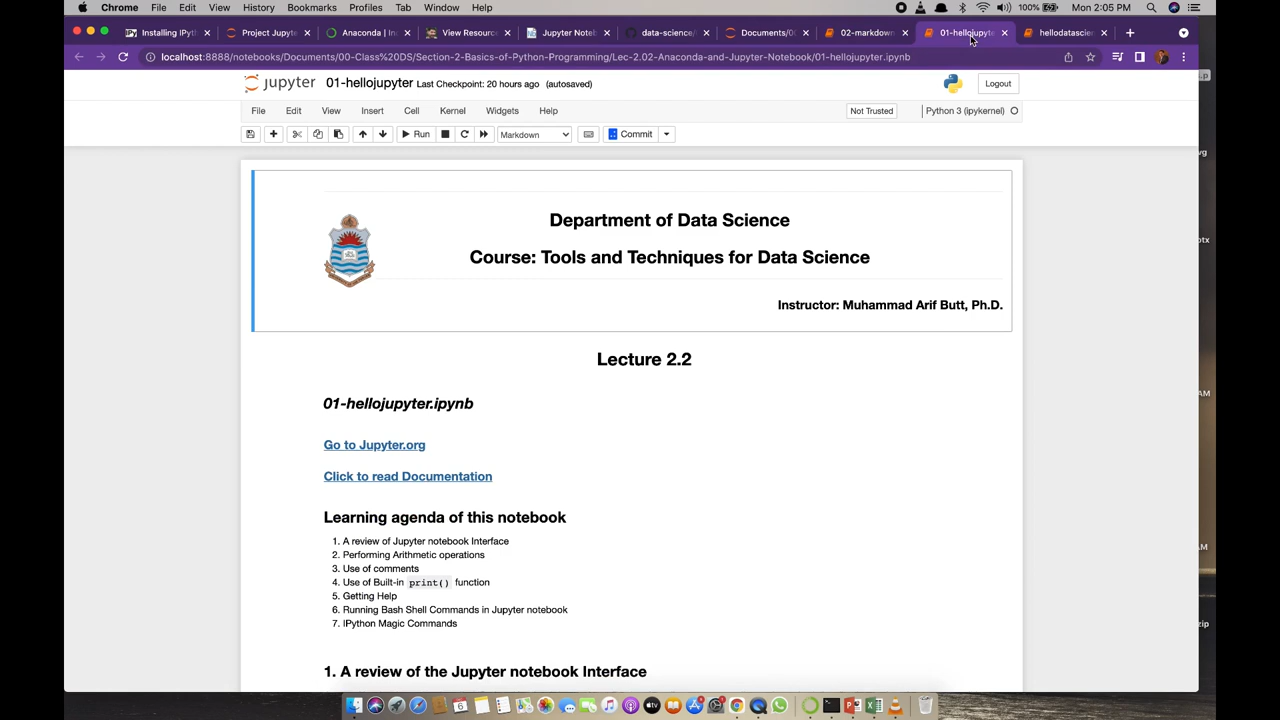 Chrome File Edit View History Bookmarks Profiles Tab Window Help 100% Mon 2:05 PM
IP[y] Installing IPyth Project Jupyte Anaconda | In View Resourc Jupyter Noteb data-science/ Documents/00 02-markdown 01-hellojupyte hellodatascien
localhost:8888/notebooks/Documents/00-Class%20DS/Section-2-Basics-of-Python-Programming/Lec-2.02-Anaconda-and-Jupyter-Notebook/01-hellojupyter.ipynb
jupyter 01-hellojupyter Last Checkpoint: 20 hours ago (autosaved) Logout
File Edit View Insert Cell Kernel Widgets Help Not Trusted Python 3 (ipykernel)
Run Markdown Commit
Department of Data Science
Course: Tools and Techniques for Data Science
Instructor: Muhammad Arif Butt, Ph.D.
Lecture 2.2
01-hellojupyter.ipynb
Go to Jupyter.org
Click to read Documentation
Learning agenda of this notebook
1. A review of Jupyter notebook Interface
2. Performing Arithmetic operations
3. Use of comments
4. Use of Built-in print() function
5. Getting Help
6. Running Bash Shell Commands in Jupyter notebook
7. IPython Magic Commands
1. A review of the Jupyter notebook Interface